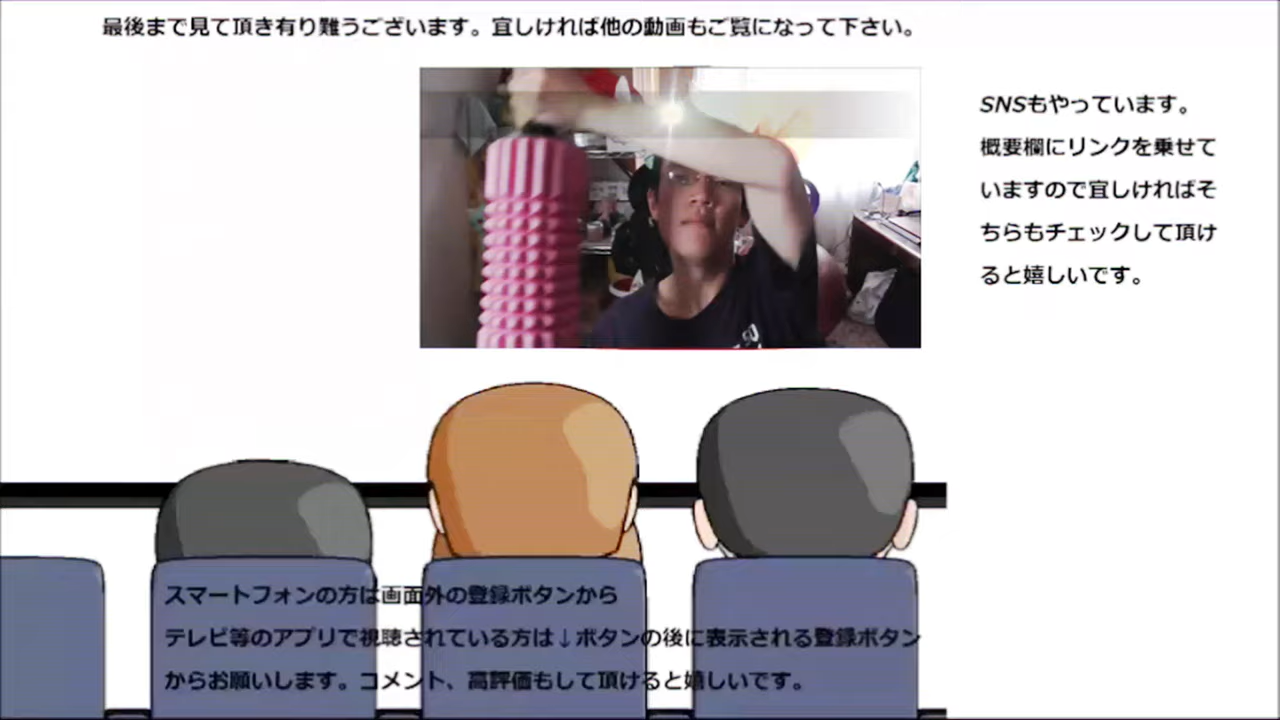 最後まで見て頂き有り難うございます。宜しければ他の動画もご覧になって下さい。
SNSもやっています。
概要欄にリンクを乗せて
いますので宜しければそ
ちらもチェックして頂け
ると嬉しいです。
スマートフォンの方は画面外の登録ボタンから
テレビ等のアプリで視聴されている方は↓ボタンの後に表示される登録ボタン
からお願いします。コメント、高評価もして頂けると嬉しいです。